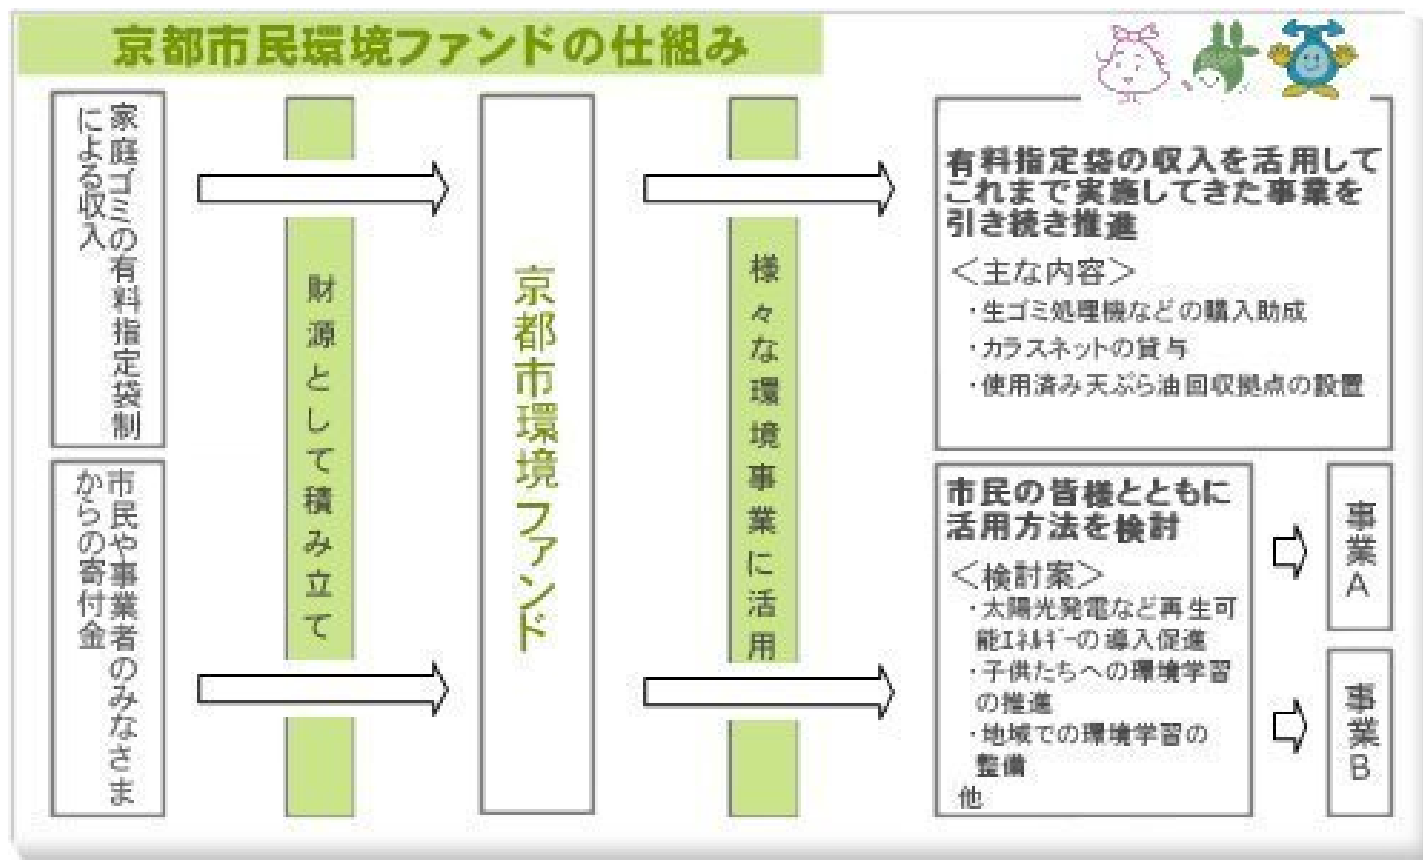 京都市民環境ファンドの仕組み
家庭ゴミの有料指定袋制
による収入
市民や事業者のみなさま
からの寄付金
財源として積み立て
京都市環境ファンド
様々な環境事業に活用
有料指定袋の収入を活用して
これまで実施してきた事業を
引き続き推進
＜主な内容＞
・生ゴミ処理機などの購入助成
・カラスネットの貸与
・使用済み天ぷら油回収拠点の設置
市民の皆様とともに
活用方法を検討
＜検討案＞
・太陽光発電など再生可
能ｴﾈﾙｷﾞｰの導入促進
・子供たちへの環境学習
の推進
・地域での環境学習の
整備
他
事業A
事業B